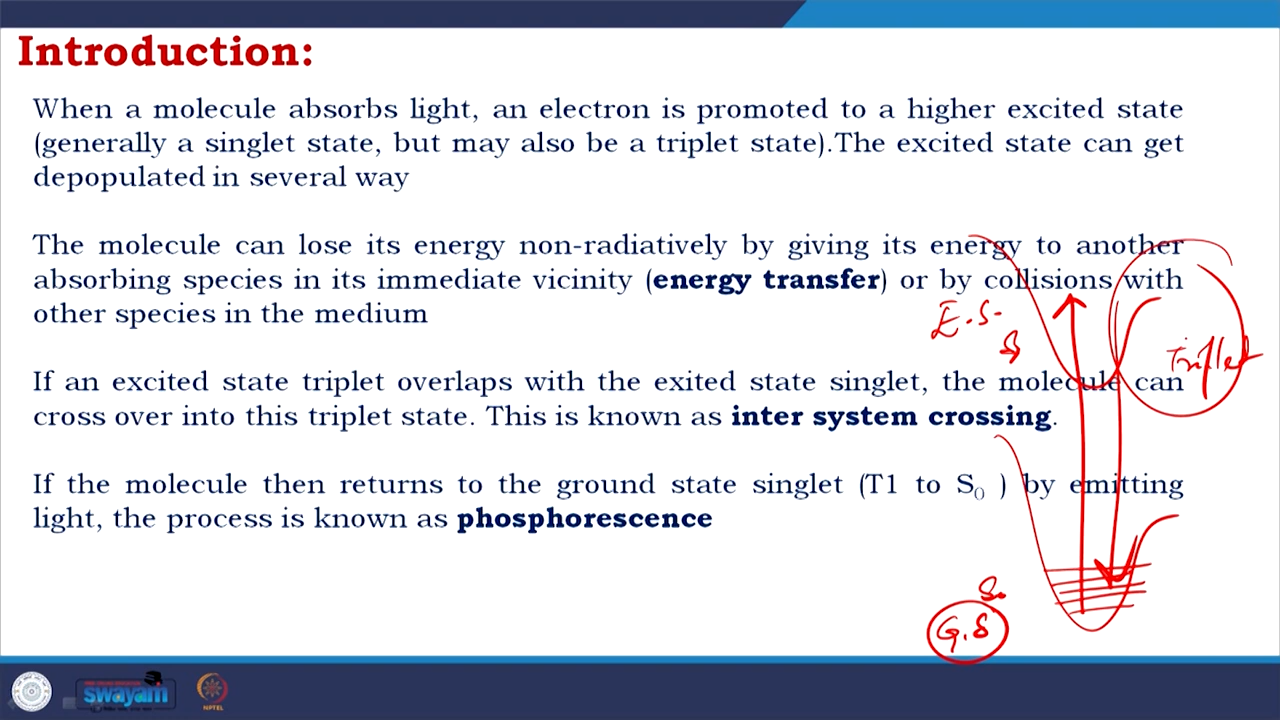 Introduction:
When a molecule absorbs light, an electron is promoted to a higher excited state
(generally a singlet state, but may also be a triplet state).The excited state can get
depopulated in several way
The molecule can lose its energy non-radiatively by giving its energy to another
absorbing species in its immediate vicinity (energy transfer) or by collisions with
other species in the medium
E.S.
S₁
Triplet
If an excited state triplet overlaps with the exited state singlet, the molecule can
cross over into this triplet state. This is known as inter system crossing.
If the molecule then returns to the ground state singlet (T1 to S₀ ) by emitting
light, the process is known as phosphorescence
S₀
G.S
swayam
NPTEL